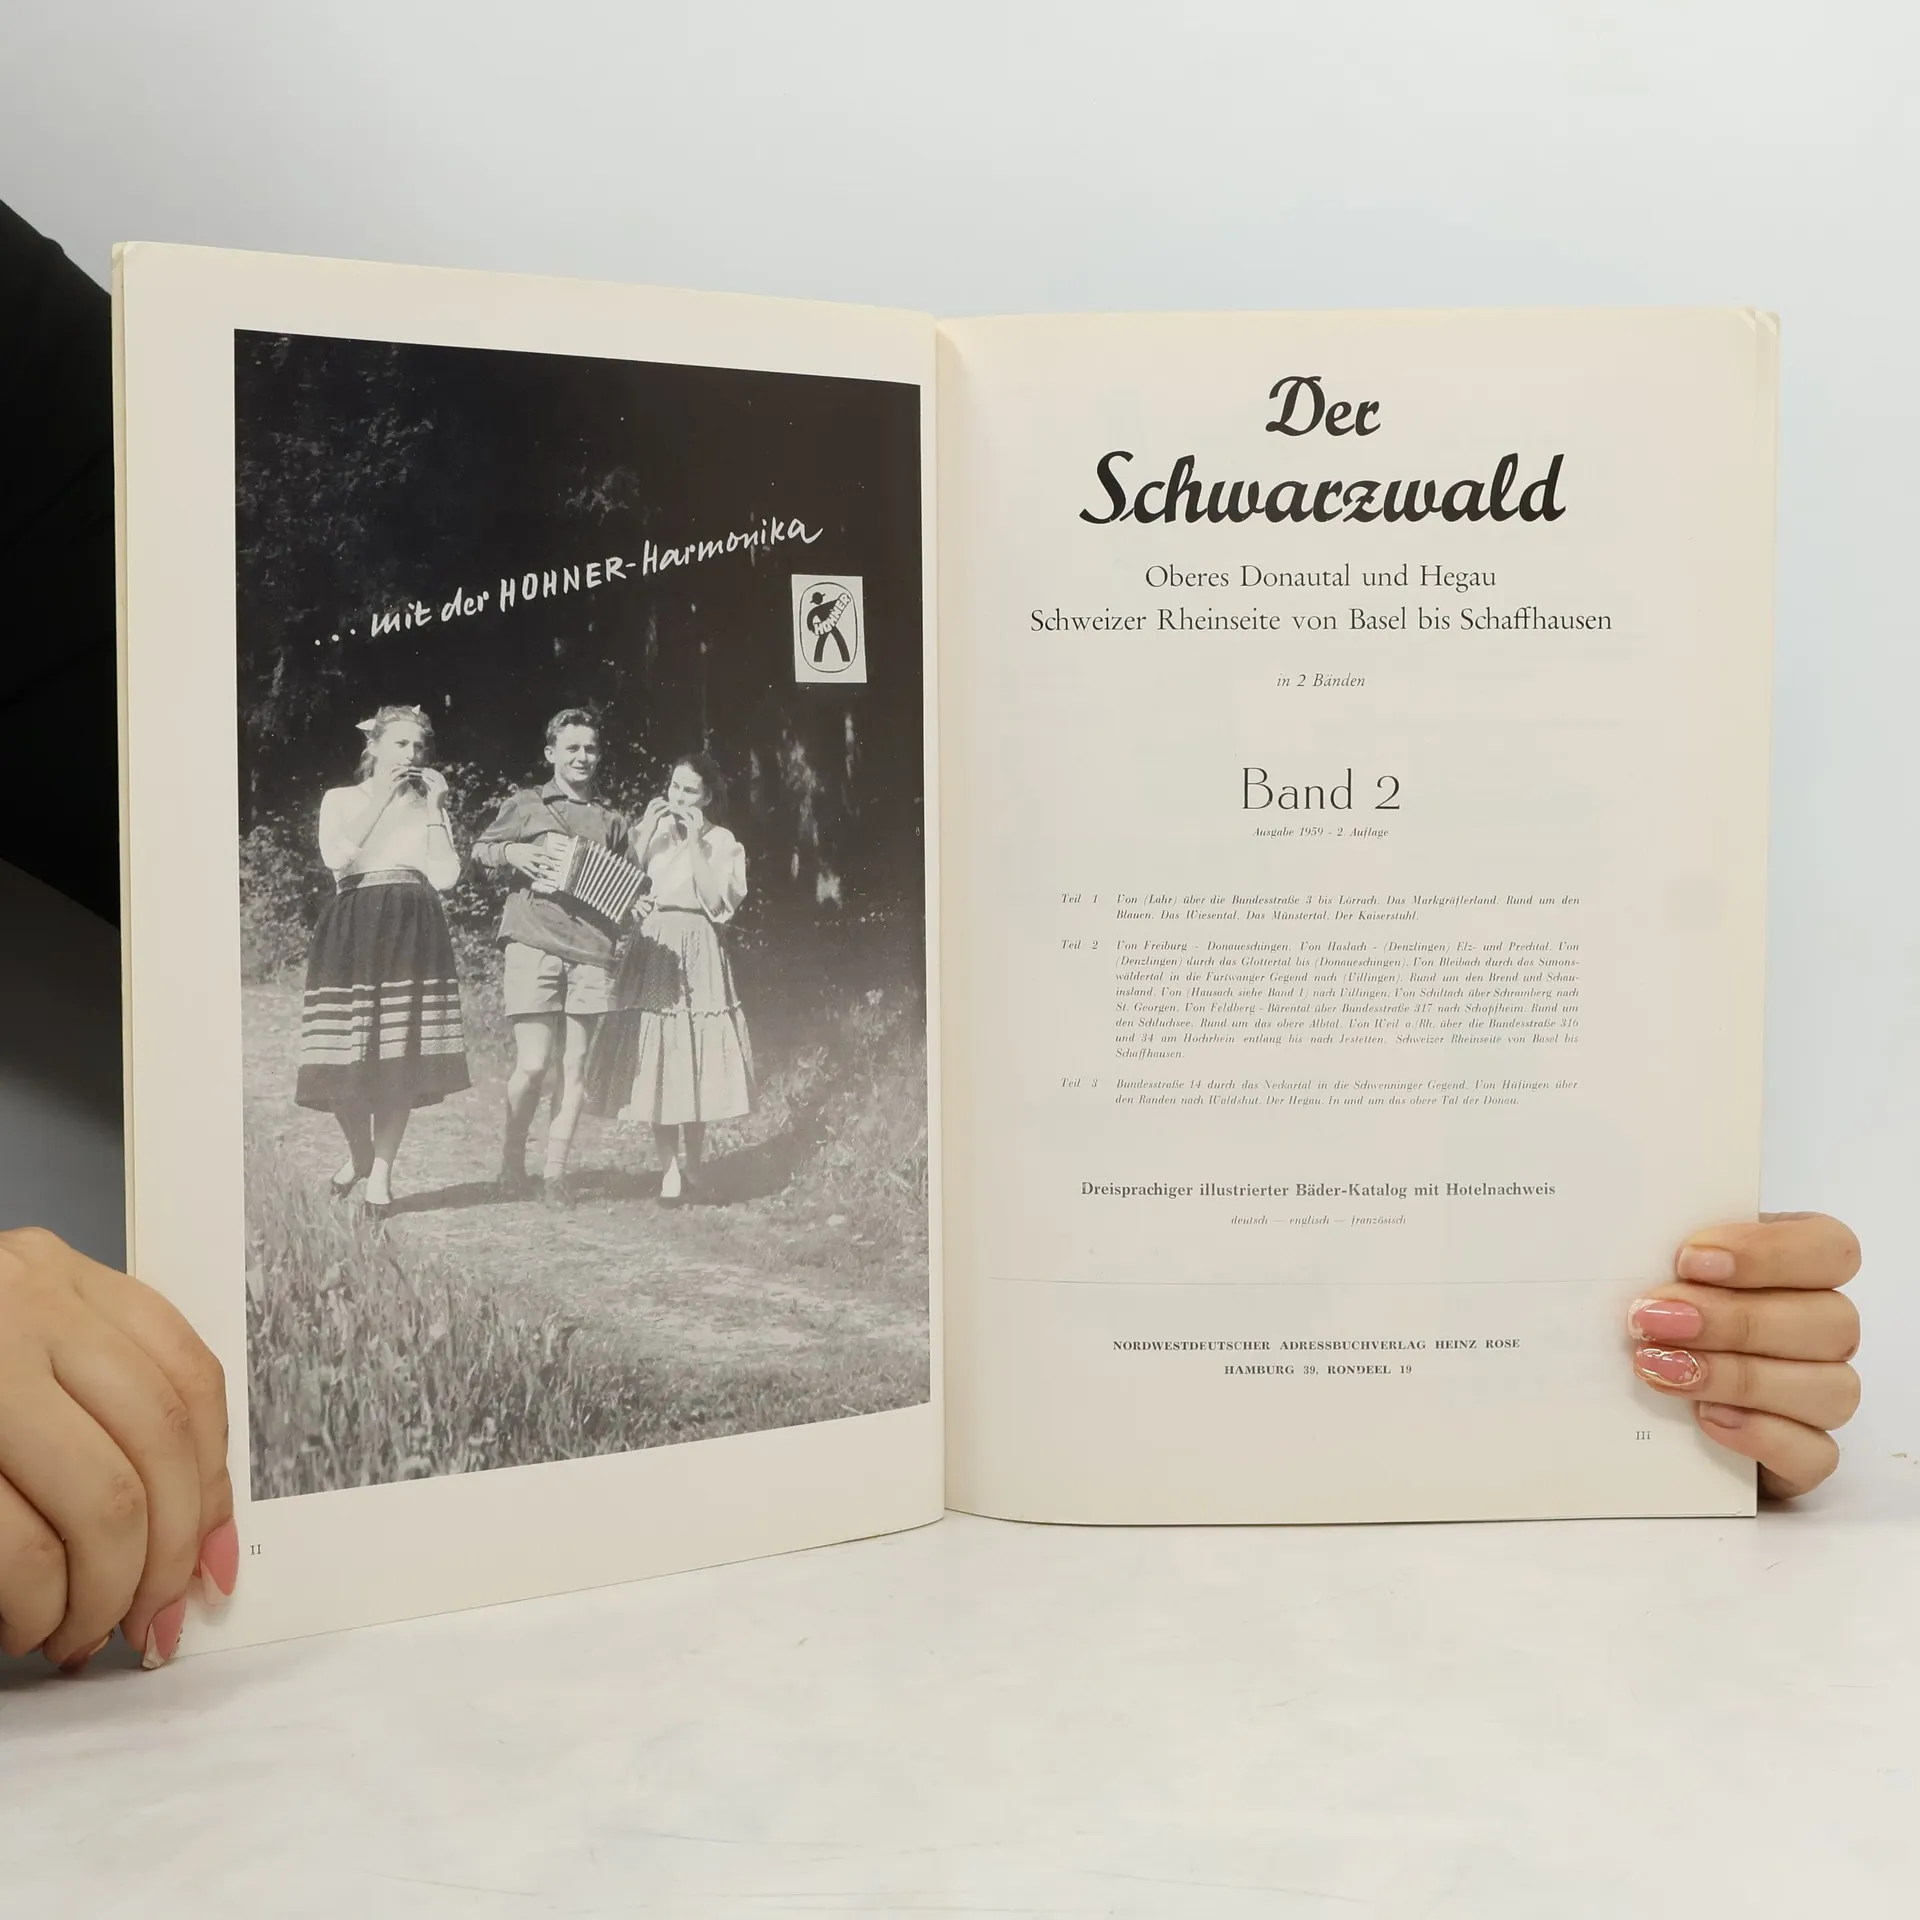 ... mit der HOHNER-Harmonika
HOHNER
II
Der
Schwarzwald
Oberes Donautal und Hegau
Schweizer Rheinseite von Basel bis Schaffhausen
in 2 Bänden
Band 2
Ausgabe 1959 - 2. Auflage
Teil 1 Von (Lahr) über die Bundesstraße 3 bis Lörrach. Das Markgräflerland. Rund um den
Blauen. Das Wiesental. Das Münstertal. Der Kaiserstuhl.
Teil 2 Von Freiburg - Donaueschingen. Von Haslach - (Denzlingen) Elz- und Prechtal. Von
(Denzlingen) durch das Glottertal bis (Donaueschingen). Von Bleibach durch das Simons-
wäldertal in die Furtwanger Gegend nach (Villingen). Rund um den Brend und Schau-
insland. Von (Hausach siehe Band 1) nach Villingen. Von Schiltach über Schramberg nach
St. Georgen. Von Feldberg - Bärental über Bundesstraße 317 nach Schopfheim. Rund um
den Schluchsee. Rund um das obere Albtal. Von Weil a./Rh. über die Bundesstraße 316
und 34 am Hochrhein entlang bis nach Jestetten. Schweizer Rheinseite von Basel bis
Schaffhausen.
Teil 3 Bundesstraße 14 durch das Neckartal in die Schwenninger Gegend. Von Hüfingen über
den Randen nach Waldshut. Der Hegau. In und um das obere Tal der Donau.
Dreisprachiger illustrierter Bäder-Katalog mit Hotelnachweis
deutsch — englisch — französisch
NORDWESTDEUTSCHER ADRESSBUCHVERLAG HEINZ ROSE
HAMBURG 39, RONDEEL 19
III